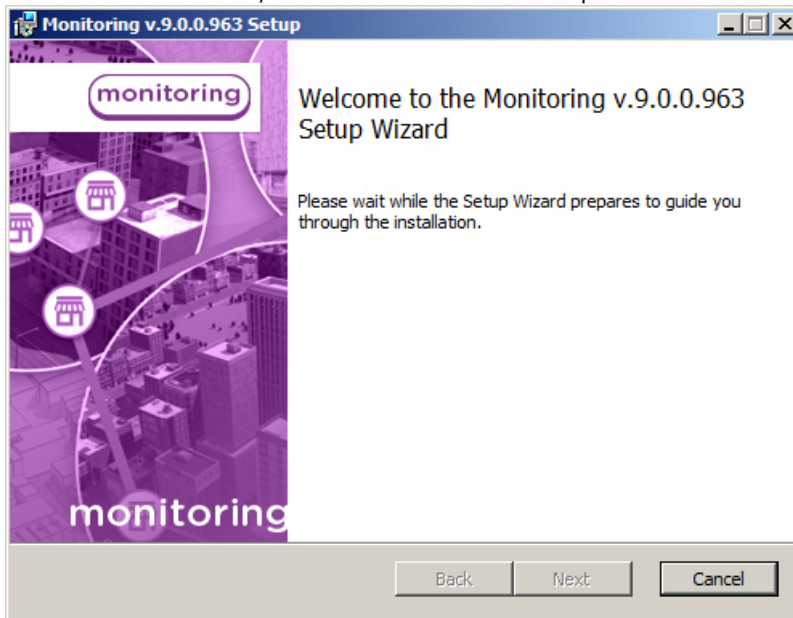 Monitoring v.9.0.0.963 Setup
monitoring
Welcome to the Monitoring v.9.0.0.963
Setup Wizard
Please wait while the Setup Wizard prepares to guide you
through the installation.
monitoring
Back
Next
Cancel